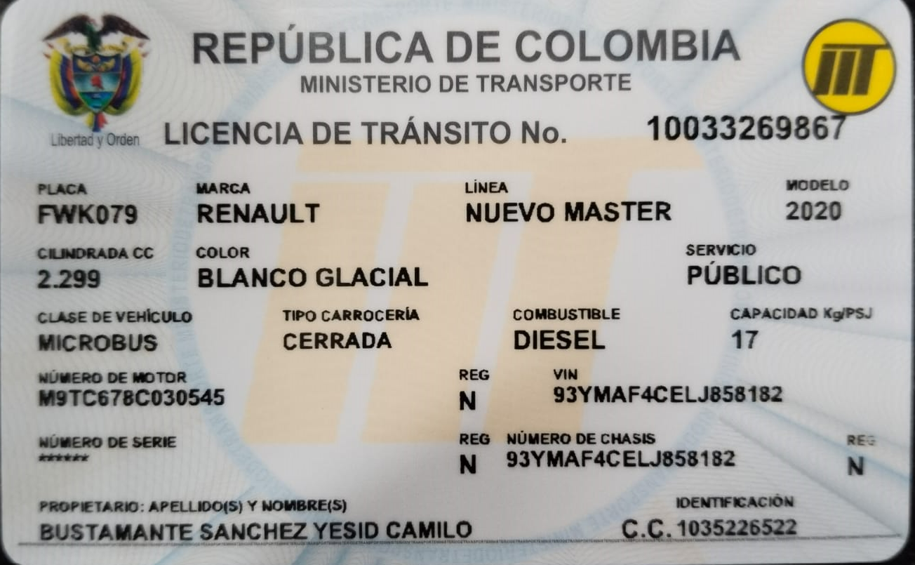 REPÚBLICA DE COLOMBIA
MINISTERIO DE TRANSPORTE
Libertad y Orden
LICENCIA DE TRÁNSITO No. 10033269867
PLACA MARCA LÍNEA MODELO
FWK079 RENAULT NUEVO MASTER 2020
CILINDRADA CC COLOR SERVICIO
2.299 BLANCO GLACIAL PÚBLICO
CLASE DE VEHÍCULO TIPO CARROCERÍA COMBUSTIBLE CAPACIDAD Kg/PSJ
MICROBUS CERRADA DIESEL 17
NÚMERO DE MOTOR REG VIN
M9TC678C030545 N 93YMAF4CELJ858182
NÚMERO DE SERIE REG NÚMERO DE CHASIS REG
****** N 93YMAF4CELJ858182 N
PROPIETARIO: APELLIDO(S) Y NOMBRE(S) IDENTIFICACIÓN
BUSTAMANTE SANCHEZ YESID CAMILO C.C. 1035226522